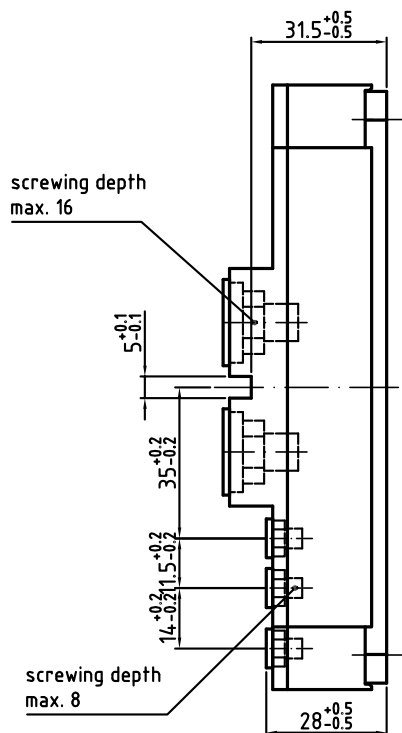 31.5+0.5-0.5
screwing depth
max. 16
5+0.1-0.1
35+0.2-0.2
11.5+0.2-0.2
14+0.2-0.2
screwing depth
max. 8
28+0.5-0.5